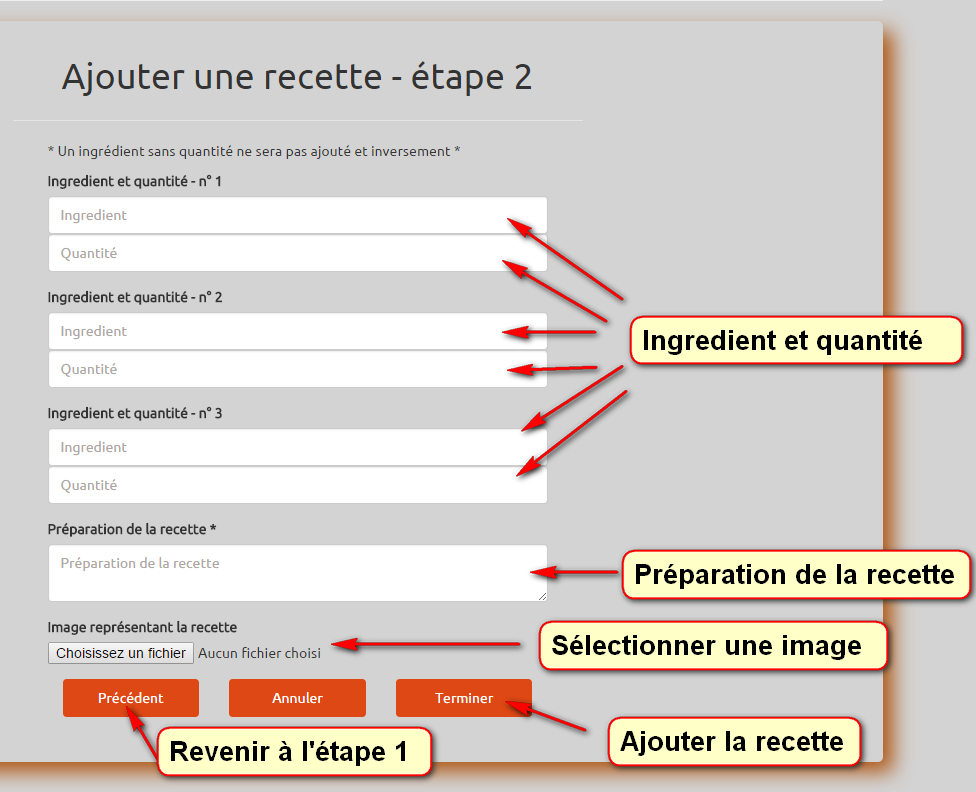 Ajouter une recette - étape 2
* Un ingrédient sans quantité ne sera pas ajouté et inversement *
Ingredient et quantité - n° 1
Ingredient
Quantité
Ingredient et quantité - n° 2
Ingredient
Quantité
Ingredient et quantité
Ingredient et quantité - n° 3
Ingredient
Quantité
Préparation de la recette *
Préparation de la recette
Préparation de la recette
Image représentant la recette
Choisissez un fichier Aucun fichier choisi
Sélectionner une image
Précédent Annuler Terminer
Revenir à l'étape 1
Ajouter la recette